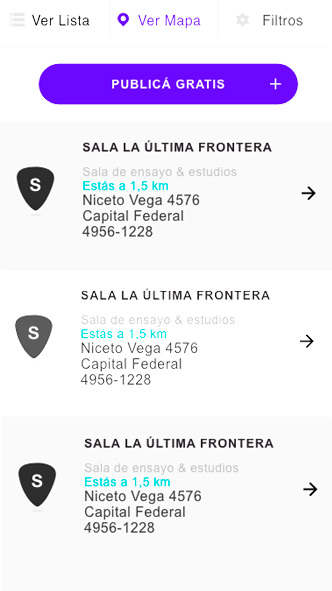 Ver Lista
Ver Mapa
Filtros
PUBLICÁ GRATIS +
SALA LA ÚLTIMA FRONTERA
Sala de ensayo & estudios
Estás a 1,5 km
S
Niceto Vega 4576
Capital Federal
4956-1228
SALA LA ÚLTIMA FRONTERA
Sala de ensayo & estudios
Estás a 1,5 km
S
Niceto Vega 4576
Capital Federal
4956-1228
SALA LA ÚLTIMA FRONTERA
Sala de ensayo & estudios
Estás a 1,5 km
S
Niceto Vega 4576
Capital Federal
4956-1228